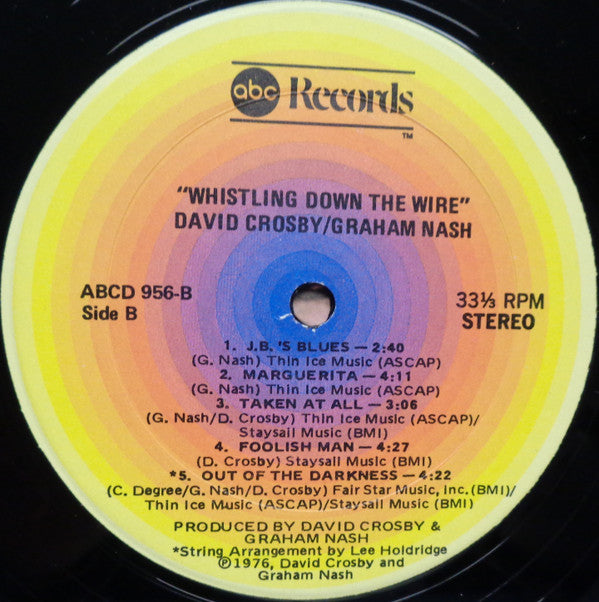 abc Records
TM
"WHISTLING DOWN THE WIRE"
DAVID CROSBY/GRAHAM NASH
ABCD 956-B
Side B
33⅓ RPM
STEREO
1. J.B. 'S BLUES — 2:40
(G. Nash) Thin Ice Music (ASCAP)
2. MARGUERITA — 4:11
(G. Nash) Thin Ice Music (ASCAP)
3. TAKEN AT ALL — 3:06
(G. Nash/D. Crosby) Thin Ice Music (ASCAP)/
Staysail Music (BMI)
4. FOOLISH MAN — 4:27
(D. Crosby) Staysail Music (BMI)
*5. OUT OF THE DARKNESS — 4:22
(C. Degree/G. Nash/D. Crosby) Fair Star Music, Inc. (BMI)/
Thin Ice Music (ASCAP)/Staysail Music (BMI)
PRODUCED BY DAVID CROSBY &
GRAHAM NASH
*String Arrangement by Lee Holdridge
℗1976, David Crosby and
Graham Nash